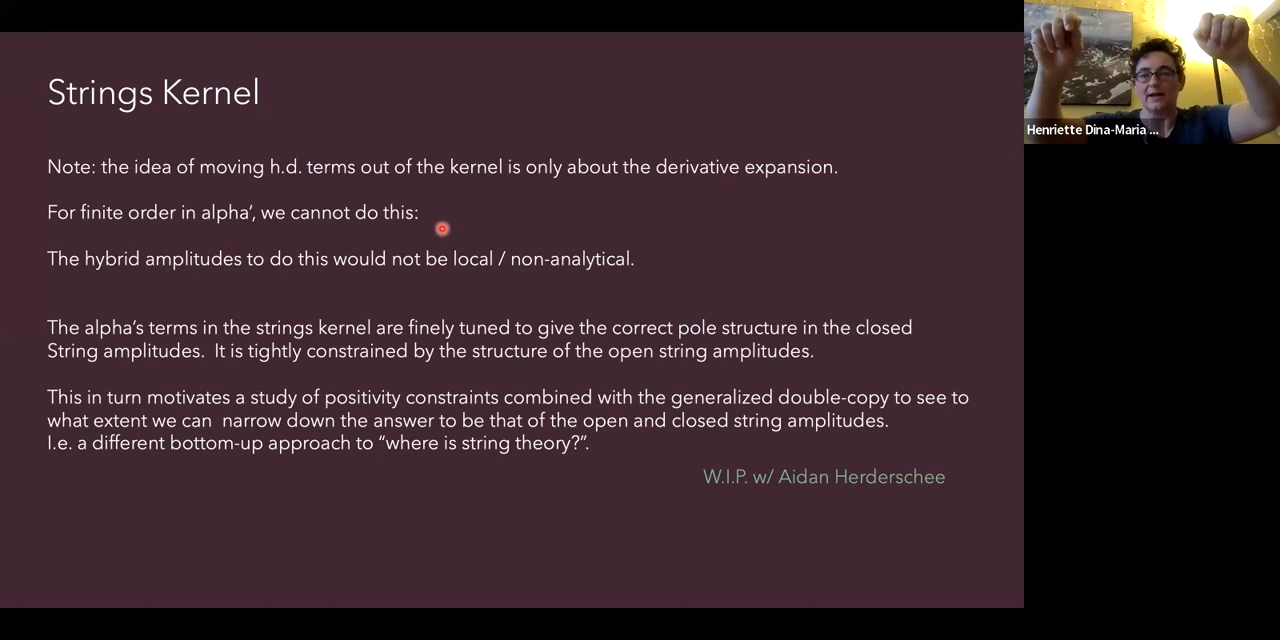 Strings Kernel
Note: the idea of moving h.d. terms out of the kernel is only about the derivative expansion.
For finite order in alpha', we cannot do this:
The hybrid amplitudes to do this would not be local / non-analytical.
The alpha's terms in the strings kernel are finely tuned to give the correct pole structure in the closed
String amplitudes. It is tightly constrained by the structure of the open string amplitudes.
This in turn motivates a study of positivity constraints combined with the generalized double-copy to see to
what extent we can narrow down the answer to be that of the open and closed string amplitudes.
I.e. a different bottom-up approach to “where is string theory?”.
W.I.P. w/ Aidan Herderschee
Henriette Dina-Maria ...